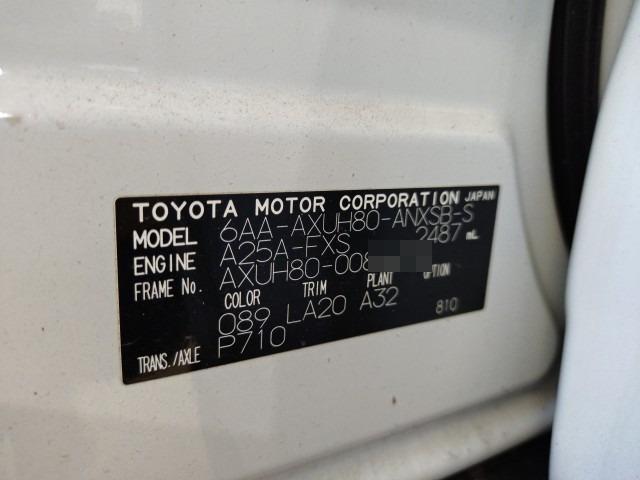 TOYOTA MOTOR CORPORATION JAPAN
MODEL 6AA-AXUH80-ANXSB-S
ENGINE A25A-FXS 2487 mL
FRAME No. AXUH80-008
COLOR TRIM PLANT OPTION
089 LA20 A32 810
TRANS./AXLE P710